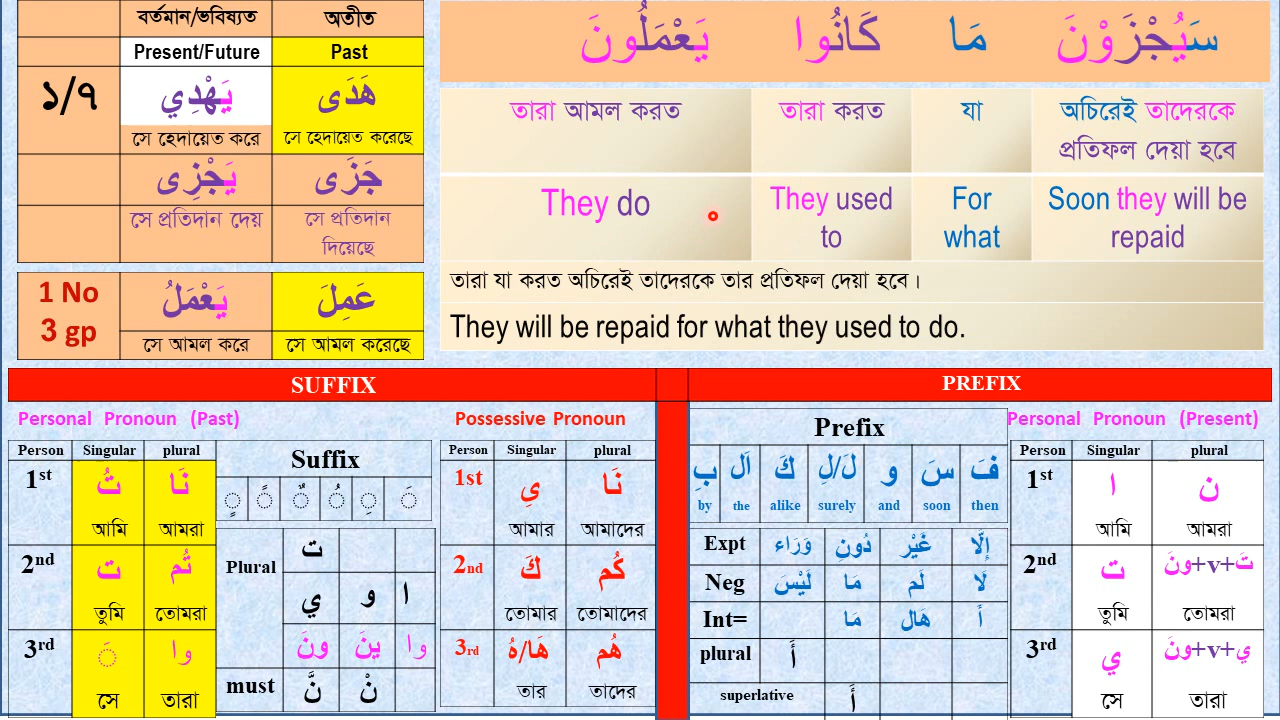 বর্তমান/ভবিষ্যত অতীত
Present/Future Past
১/৭ يَهْدِي هَدَى
সে হেদায়েত করে সে হেদায়েত করেছে
يَجْزِى جَزَى
সে প্রতিদান দেয় সে প্রতিদান দিয়েছে
1 No 3 gp يَعْمَلُ عَمِلَ
সে আমল করে সে আমল করেছে
سَيُجْزَوْنَ مَا كَانُوا يَعْمَلُونَ
তারা আমল করত তারা করত যা অচিরেই তাদেরকে প্রতিফল দেয়া হবে
They do They used to For what Soon they will be repaid
তারা যা করত অচিরেই তাদেরকে তার প্রতিফল দেয়া হবে।
They will be repaid for what they used to do.
SUFFIX
Personal Pronoun (Past)
Person Singular plural
1st تُ نَا
আমি আমরা
2nd ت تُم
তুমি তোমরা
3rd َ وا
সে তারা
Suffix
ٍ ً ٌ ُ ِ َ
Plural ت
ي و ا
ونَ ينَ وا
must نَّ نْ
Possessive Pronoun
Person Singular plural
1st يِ نَا
আমার আমাদের
2nd كَ كُم
তোমার তোমাদের
3rd هَا/هُ هُم
তার তাদের
PREFIX
Prefix
بِ اَل كَ لَ/لِ و سَ فَ
by the alike surely and soon then
Expt وَرَاء دُونِ غَيْر إِلَّا
Neg لَيْسَ مَا لَم لَا
Int= مَا هَال أَ
plural أَ
superlative أَ
Personal Pronoun (Present)
Person Singular plural
1st ا ن
আমি আমরা
2nd ت تَ+v+ونَ
তুমি তোমরা
3rd ي ي+v+ونَ
সে তারা